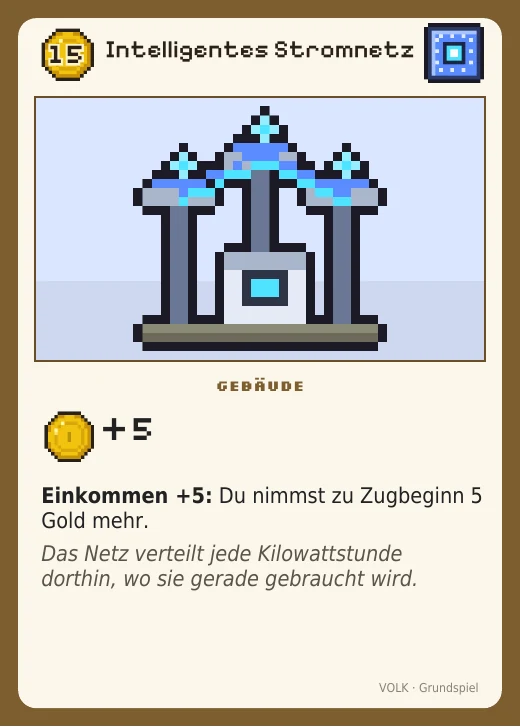 15 Intelligentes Stromnetz
GEBÄUDE
+5
Einkommen +5: Du nimmst zu Zugbeginn 5
Gold mehr.
Das Netz verteilt jede Kilowattstunde
dorthin, wo sie gerade gebraucht wird.
VOLK · Grundspiel